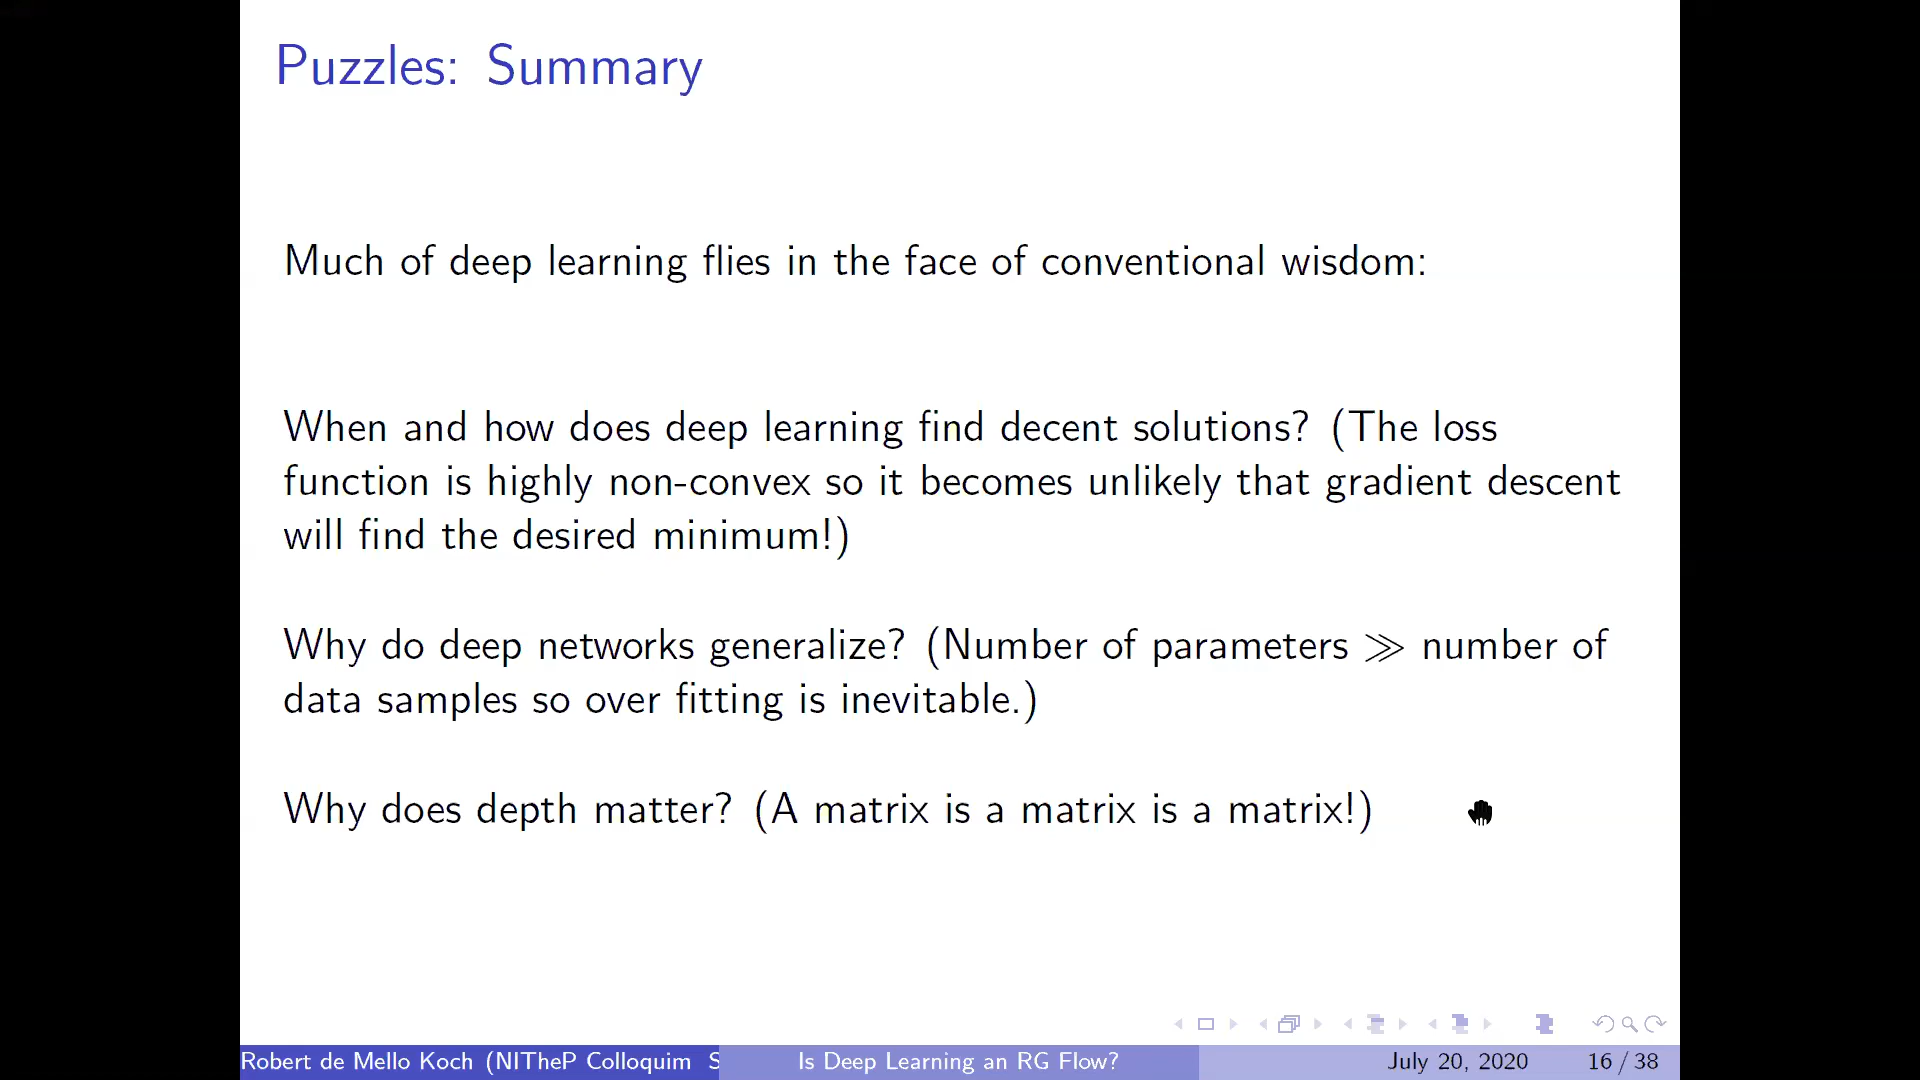 Puzzles: Summary
Much of deep learning flies in the face of conventional wisdom:
When and how does deep learning find decent solutions? (The loss
function is highly non-convex so it becomes unlikely that gradient descent
will find the desired minimum!)
Why do deep networks generalize? (Number of parameters ≫ number of
data samples so over fitting is inevitable.)
Why does depth matter? (A matrix is a matrix is a matrix!)
Robert de Mello Koch (NITheP Colloquim S
Is Deep Learning an RG Flow?
July 20, 2020
16 / 38